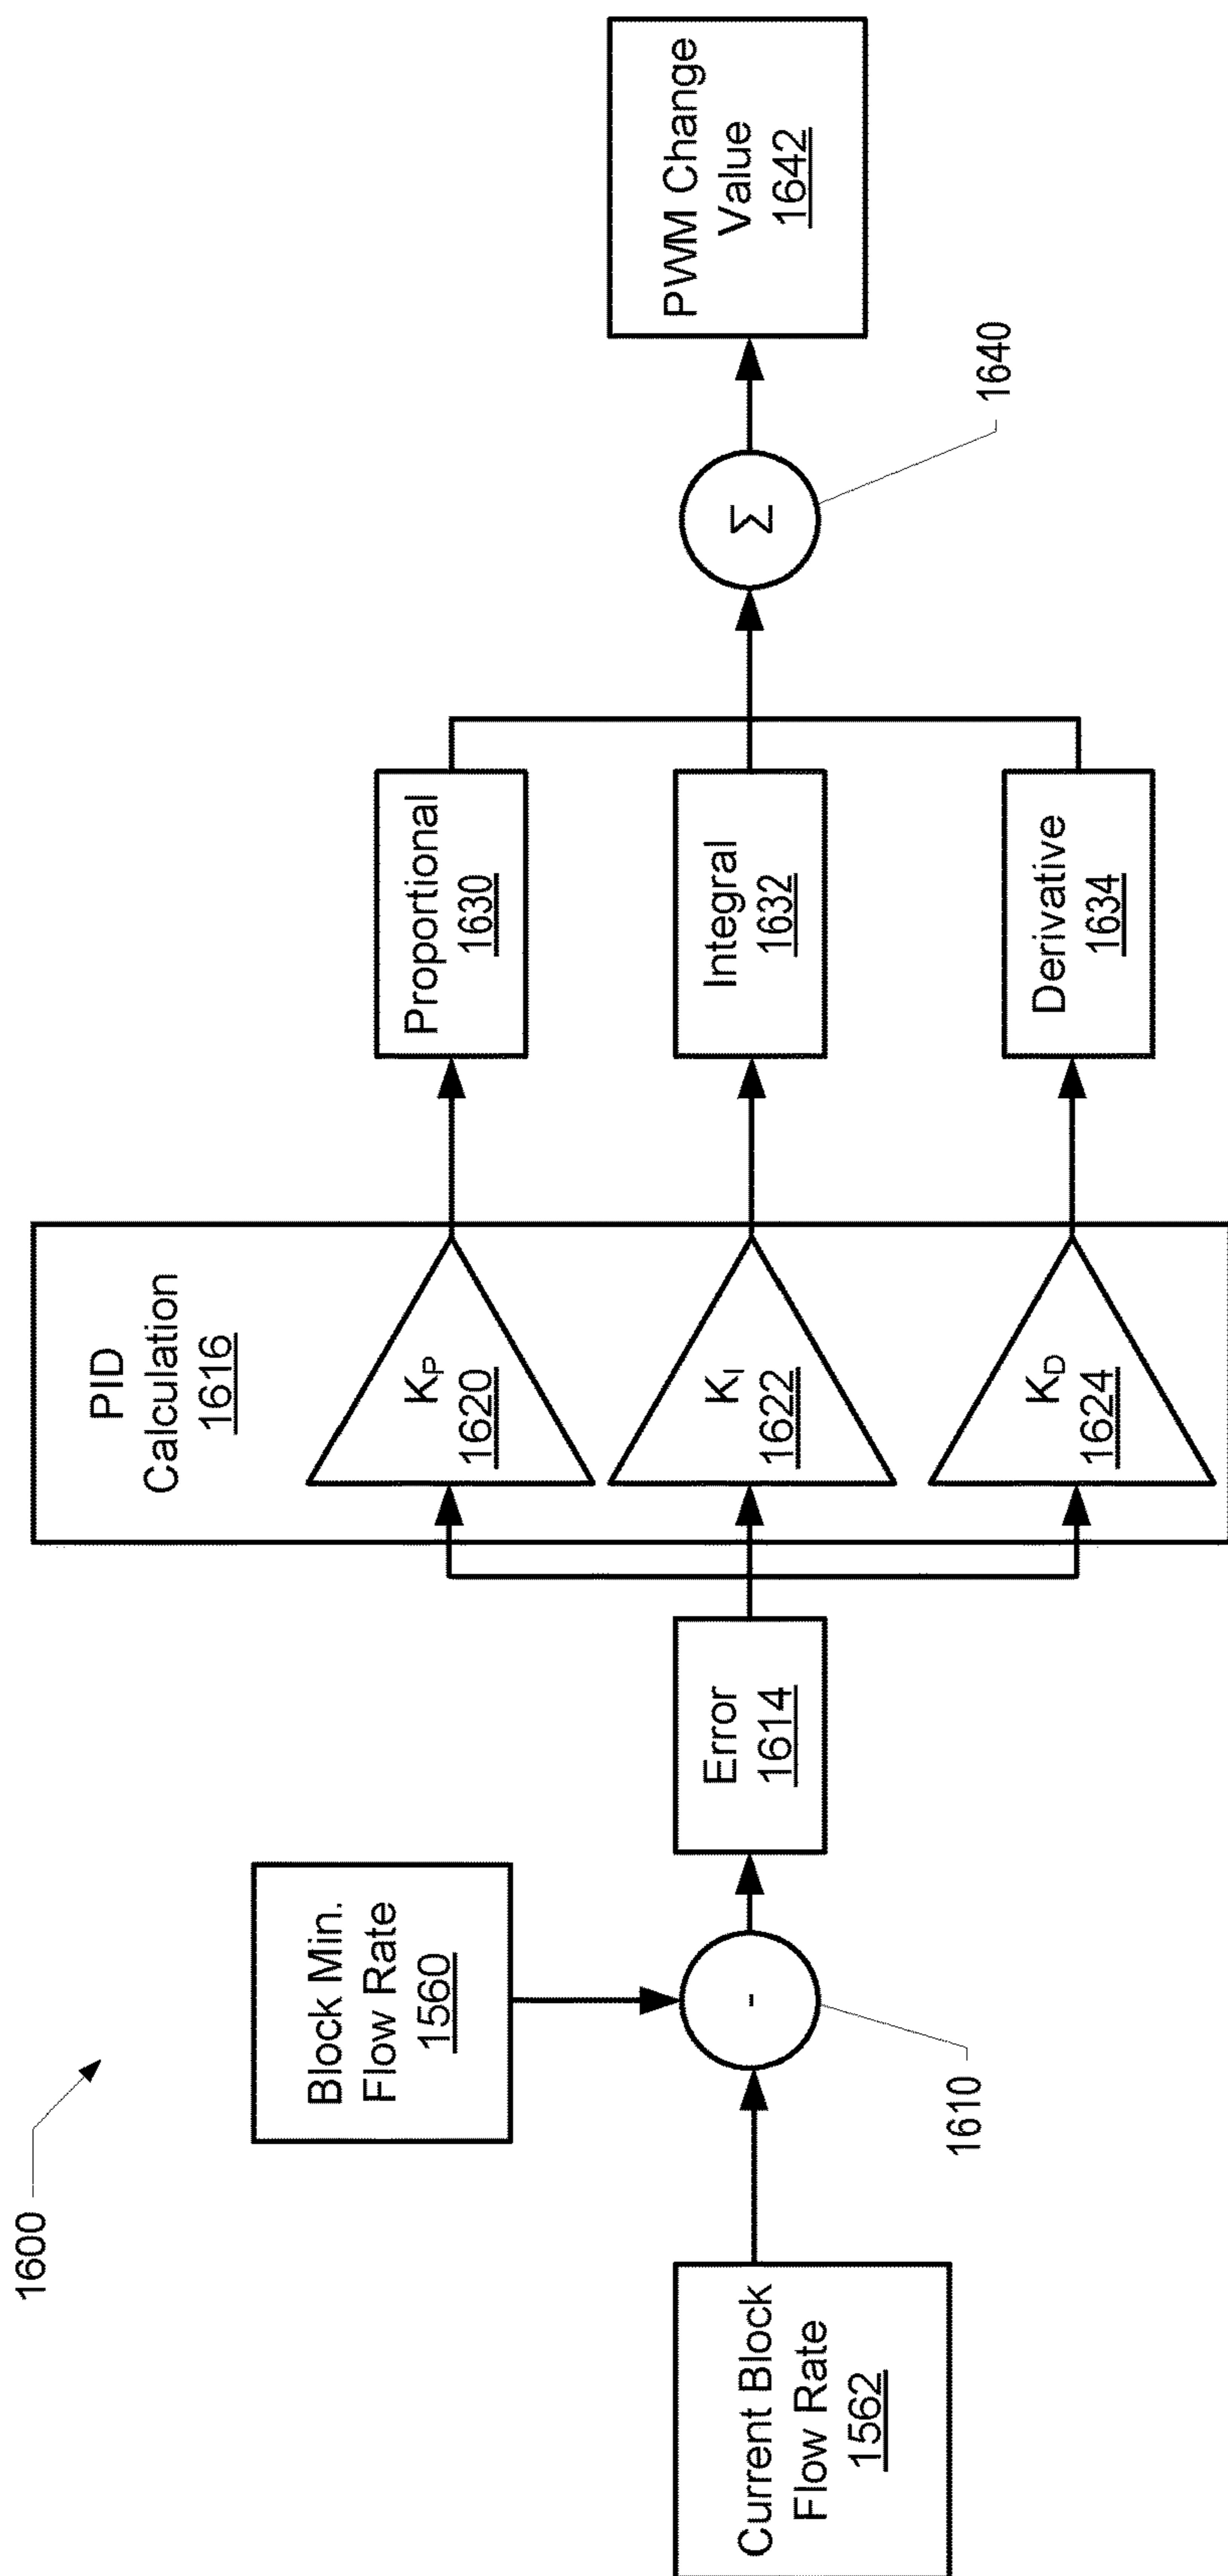 1600
Current Block
Flow Rate
1562
Block Min.
Flow Rate
1560
-
1610
Error
1614
PID
Calculation
1616
KP
1620
KI
1622
KD
1624
Proportional
1630
Integral
1632
Derivative
1634
Σ
1640
PWM Change
Value
1642